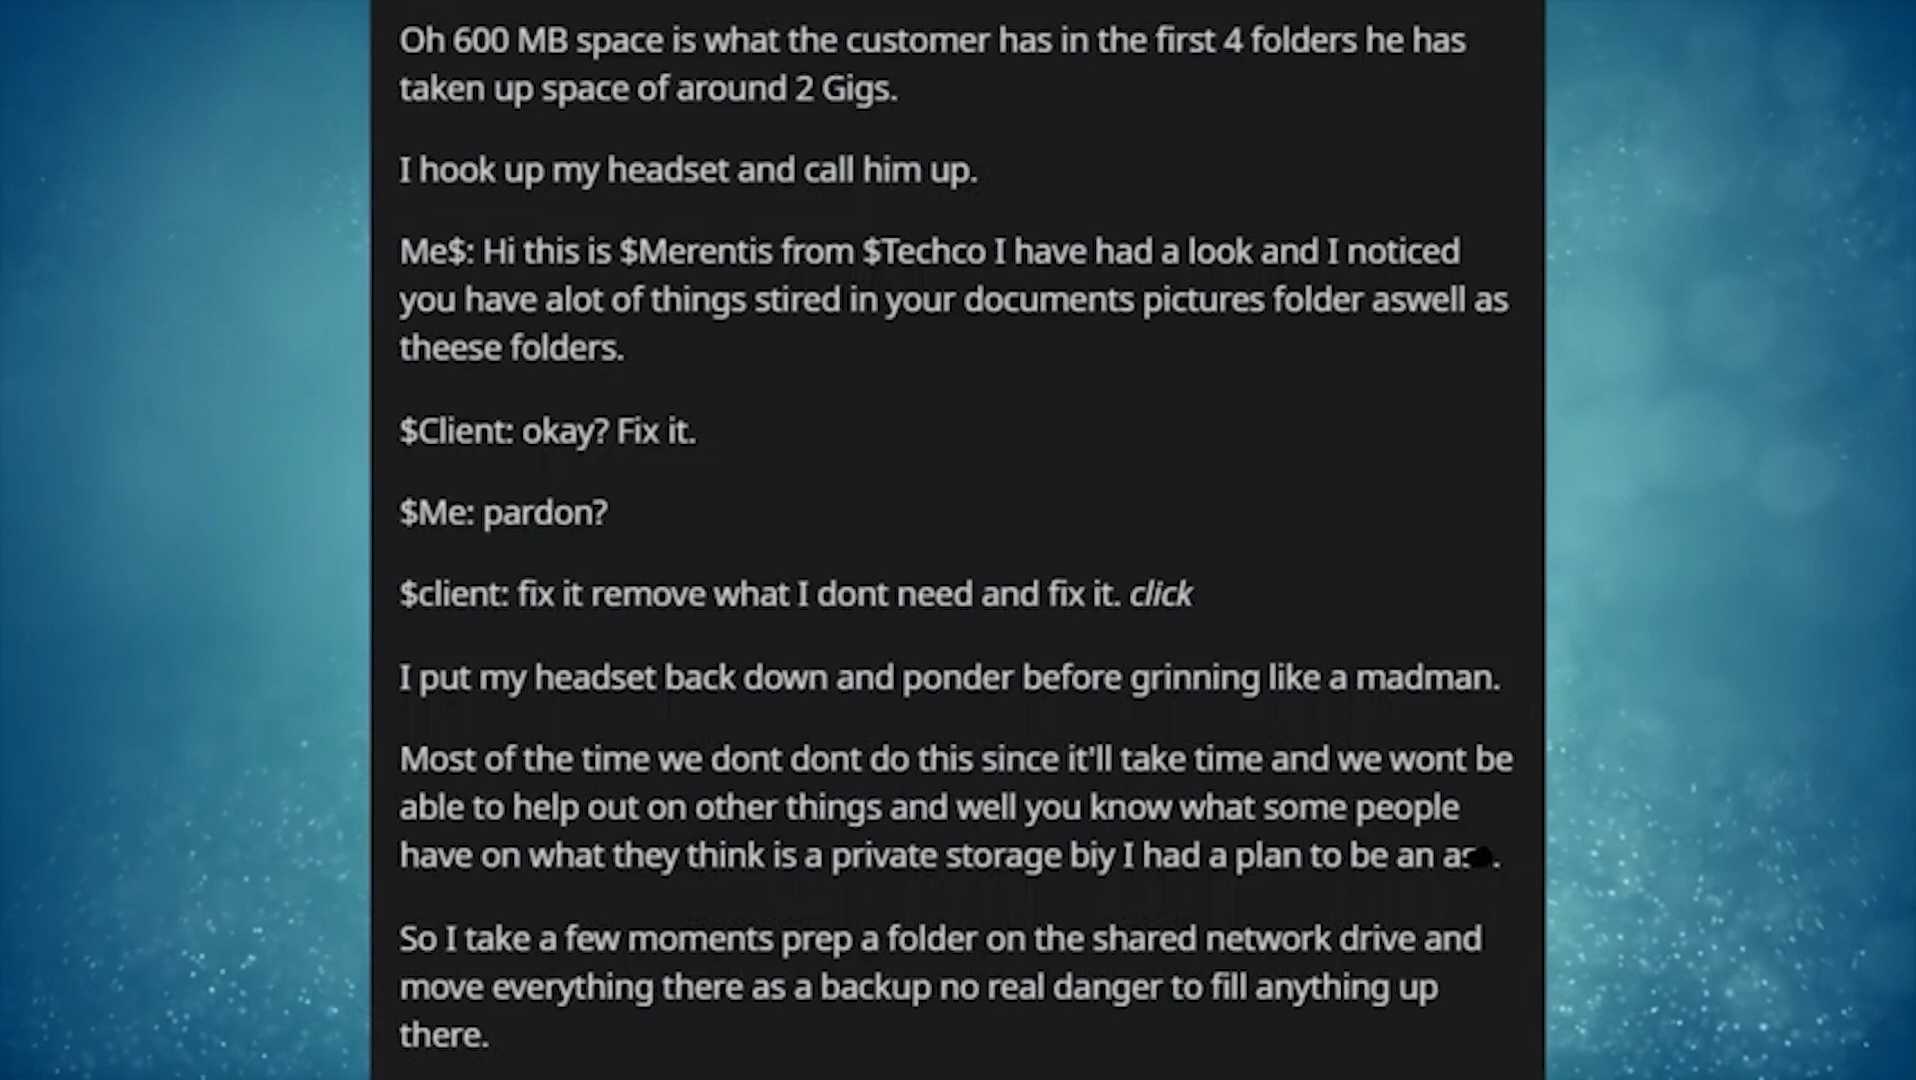 Oh 600 MB space is what the customer has in the first 4 folders he has
taken up space of around 2 Gigs.
I hook up my headset and call him up.
Me$: Hi this is $Merentis from $Techco I have had a look and I noticed
you have alot of things stired in your documents pictures folder aswell as
theese folders.
$Client: okay? Fix it.
$Me: pardon?
$client: fix it remove what I dont need and fix it. click
I put my headset back down and ponder before grinning like a madman.
Most of the time we dont dont do this since it'll take time and we wont be
able to help out on other things and well you know what some people
have on what they think is a private storage biy I had a plan to be an
So I take a few moments prep a folder on the shared network drive and
move everything there as a backup no real danger to fill anything up
there.